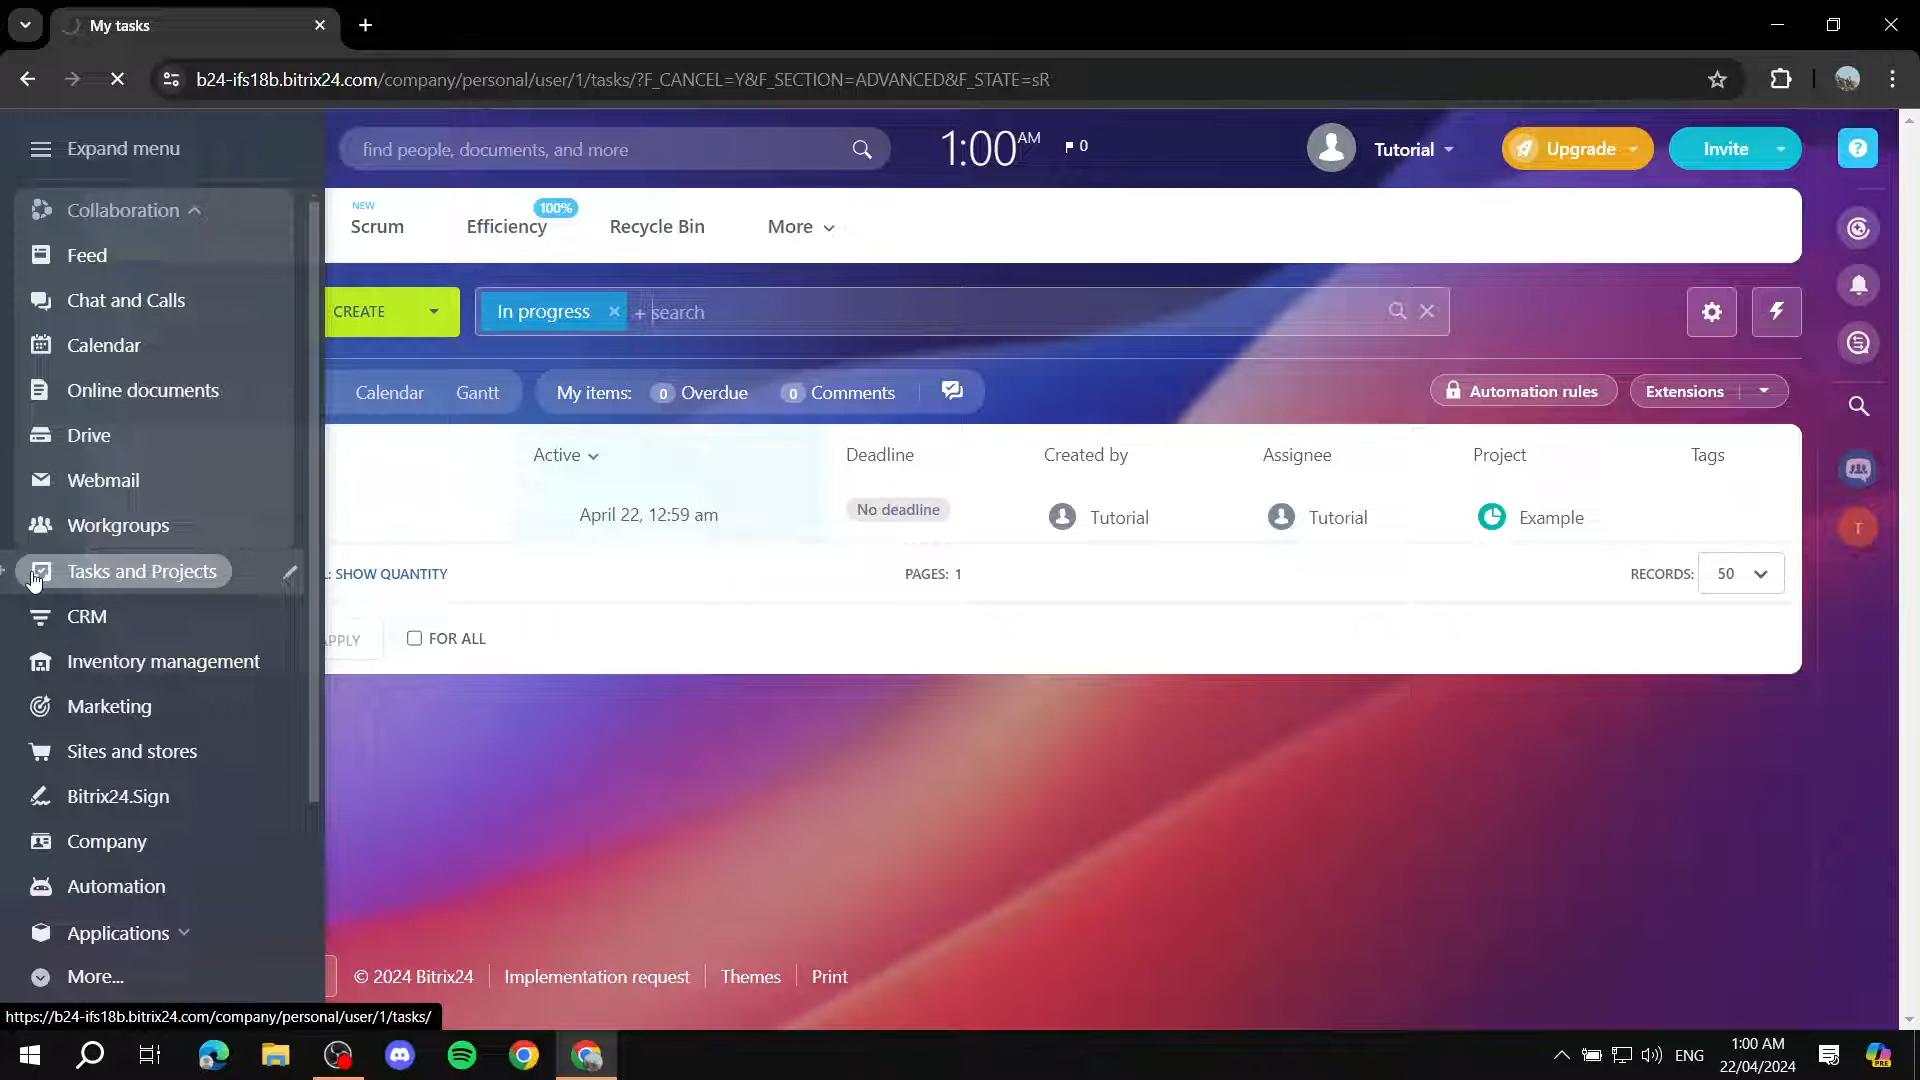 My tasks
b24-ifs18b.bitrix24.com/company/personal/user/1/tasks/?F_CANCEL=Y&F_SECTION=ADVANCED&F_STATE=sR
Expand menu
find people, documents, and more
1:00 AM
0
Tutorial
Upgrade
Invite
Collaboration
Feed
Chat and Calls
Calendar
Online documents
Drive
Webmail
Workgroups
Tasks and Projects
CRM
Inventory management
Marketing
Sites and stores
Bitrix24.Sign
Company
Automation
Applications
More...
NEW
Scrum
100%
Efficiency
Recycle Bin
More
CREATE
In progress
+ search
Calendar
Gantt
My items:
0 Overdue
0 Comments
Automation rules
Extensions
Active
Deadline
Created by
Assignee
Project
Tags
April 22, 12:59 am
No deadline
Tutorial
Tutorial
Example
T
SHOW QUANTITY
PAGES: 1
RECORDS: 50
FOR ALL
© 2024 Bitrix24
Implementation request
Themes
Print
https://b24-ifs18b.bitrix24.com/company/personal/user/1/tasks/
ENG
1:00 AM
22/04/2024
PRE